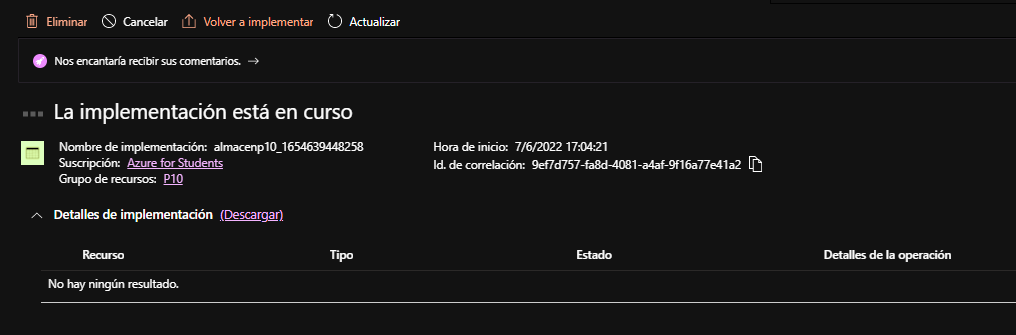 Eliminar Cancelar Volver a implementar Actualizar
Nos encantaría recibir sus comentarios. →
La implementación está en curso
Nombre de implementación: almacenp10_1654639448258 Hora de inicio: 7/6/2022 17:04:21
Suscripción: Azure for Students Id. de correlación: 9ef7d757-fa8d-4081-a4af-9f16a77e41a2
Grupo de recursos: P10
Detalles de implementación (Descargar)
Recurso Tipo Estado Detalles de la operación
No hay ningún resultado.